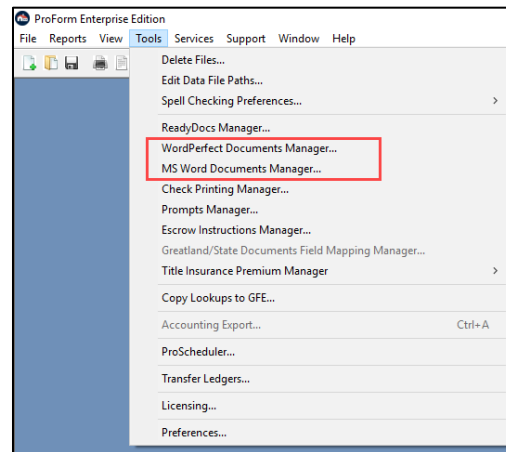 ProForm Enterprise Edition
File Reports View Tools Services Support Window Help
Delete Files...
Edit Data File Paths...
Spell Checking Preferences...
ReadyDocs Manager...
WordPerfect Documents Manager...
MS Word Documents Manager...
Check Printing Manager...
Prompts Manager...
Escrow Instructions Manager...
Greatland/State Documents Field Mapping Manager...
Title Insurance Premium Manager
Copy Lookups to GFE...
Accounting Export... Ctrl+A
ProScheduler...
Transfer Ledgers...
Licensing...
Preferences...